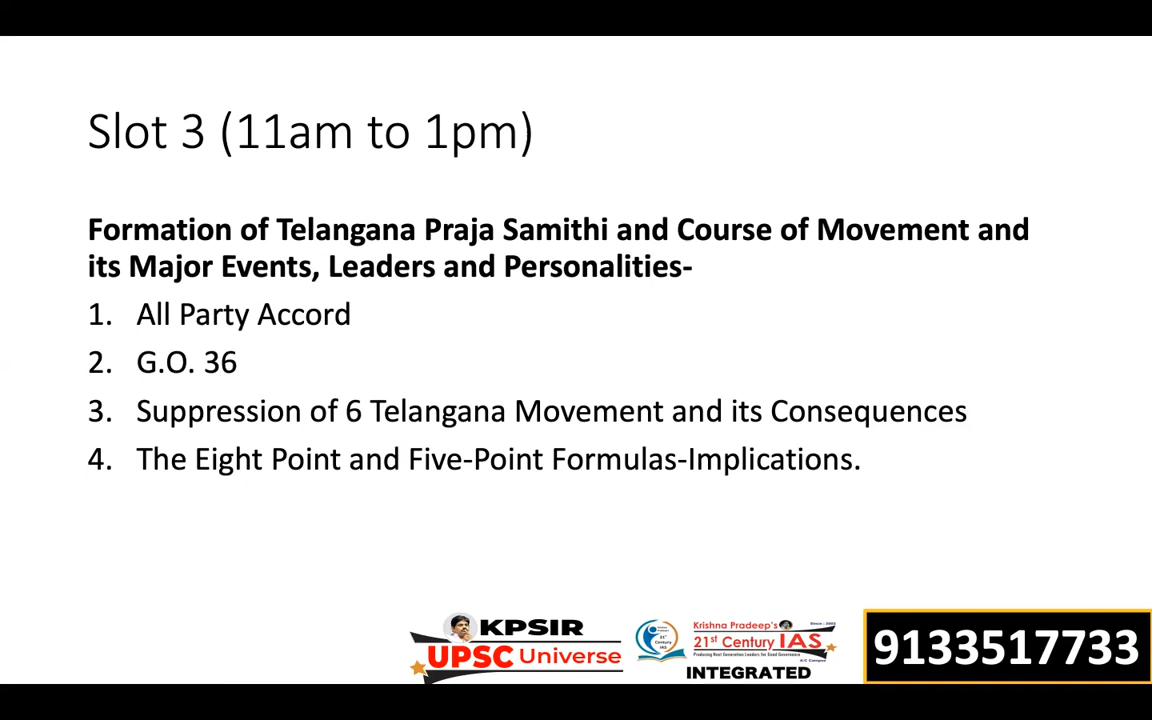 Slot 3 (11am to 1pm)
Formation of Telangana Praja Samithi and Course of Movement and
its Major Events, Leaders and Personalities-
1. All Party Accord
2. G.O. 36
3. Suppression of 6 Telangana Movement and its Consequences
4. The Eight Point and Five-Point Formulas-Implications.
KPSIR
UPSC Universe
Krishna Pradeep's
21st Century IAS
INTEGRATED
9133517733